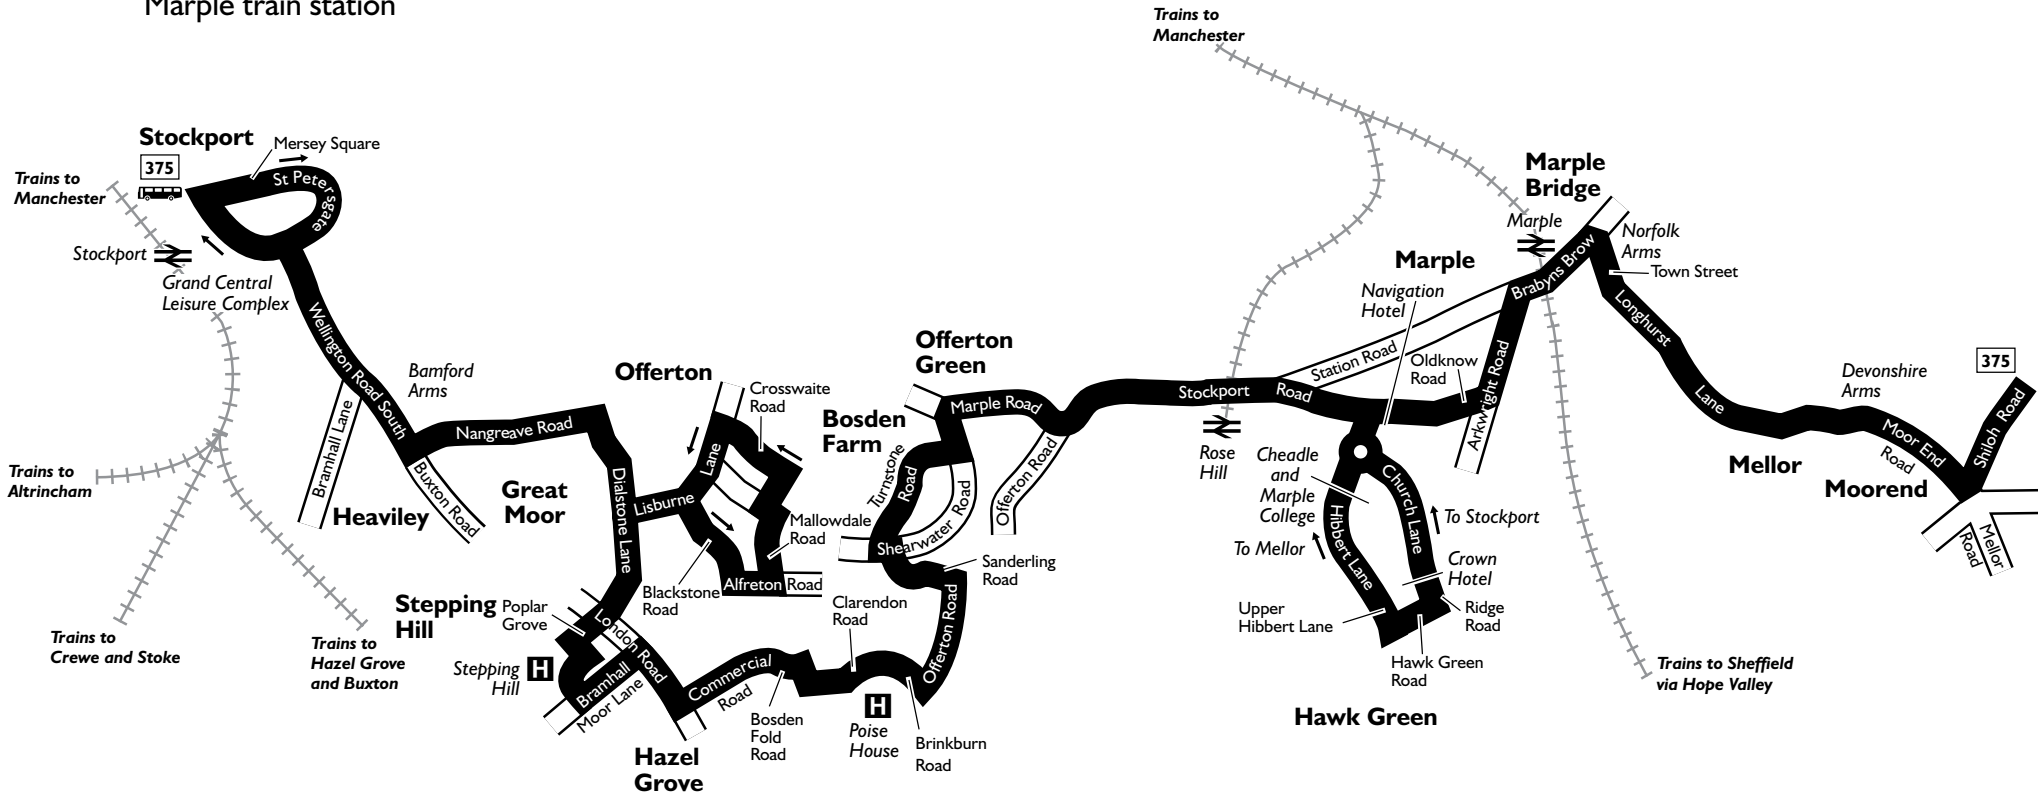 Marple train station
Trains to
Manchester
Stockport
Mersey Square
375
St Petersgate
Trains to
Manchester
Stockport
Grand Central
Leisure Complex
Wellington Road South
Bamford
Arms
Bramhall Lane
Buxton Road
Heaviley
Nangreave Road
Trains to
Altrincham
Trains to
Crewe and Stoke
Trains to
Hazel Grove
and Buxton
Great
Moor
Dialstone Lane
Offerton
Lisburne
Lane
Crosswaite
Road
Mallowdale
Road
Blackstone
Road
Alfreton Road
Stepping
Hill
Poplar
Grove
London Road
Stepping
Hill
H
Bramhall
Moor Lane
Hazel
Grove
Commercial
Road
Bosden
Fold
Road
Clarendon
Road
H
Poise
House
Brinkburn
Road
Offerton Road
Sanderling
Road
Bosden
Farm
Turnstone
Road
Shearwater Road
Offerton
Green
Marple Road
Offerton Road
Stockport Road
Rose
Hill
Station Road
Marple
Navigation
Hotel
Oldknow
Road
Arkwright Road
Cheadle
and
Marple
College
Church Lane
Hibbert Lane
To Stockport
To Mellor
Crown
Hotel
Upper
Hibbert Lane
Ridge
Road
Hawk Green
Road
Hawk Green
Marple
Bridge
Marple
Brabyns Brow
Norfolk
Arms
Town Street
Longhurst
Lane
Trains to Sheffield
via Hope Valley
Mellor
Devonshire
Arms
Moor End
Road
Moorend
375
Shiloh Road
Mellor
Road